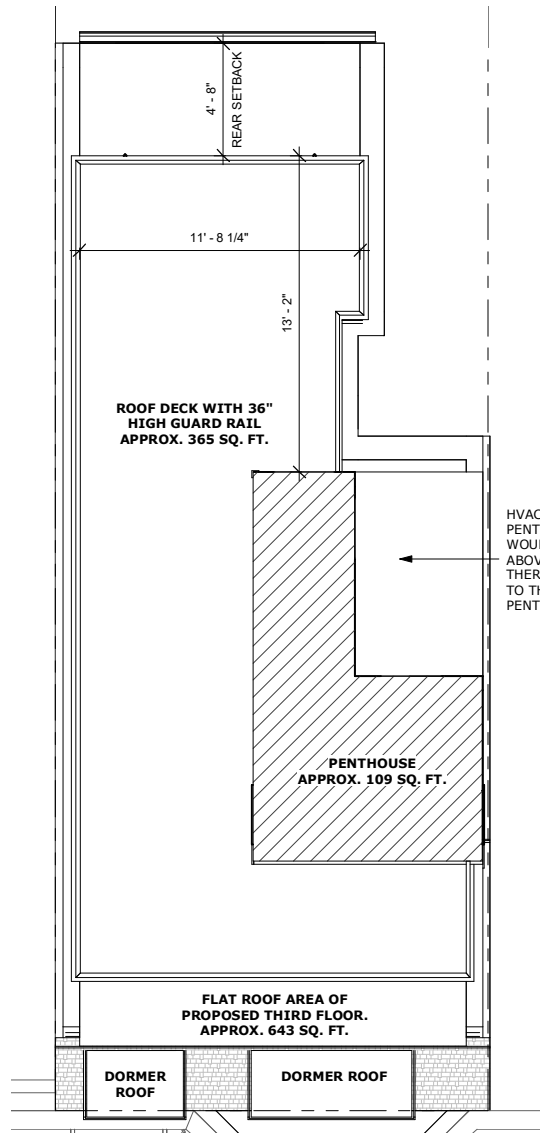 4' - 8"
REAR SETBACK
11' - 8 1/4"
13' - 2"
ROOF DECK WITH 36"
HIGH GUARD RAIL
APPROX. 365 SQ. FT.
HVAC
PENT
WOU
ABOV
THER
TO TH
PENT
PENTHOUSE
APPROX. 109 SQ. FT.
FLAT ROOF AREA OF
PROPOSED THIRD FLOOR.
APPROX. 643 SQ. FT.
DORMER
ROOF
DORMER ROOF